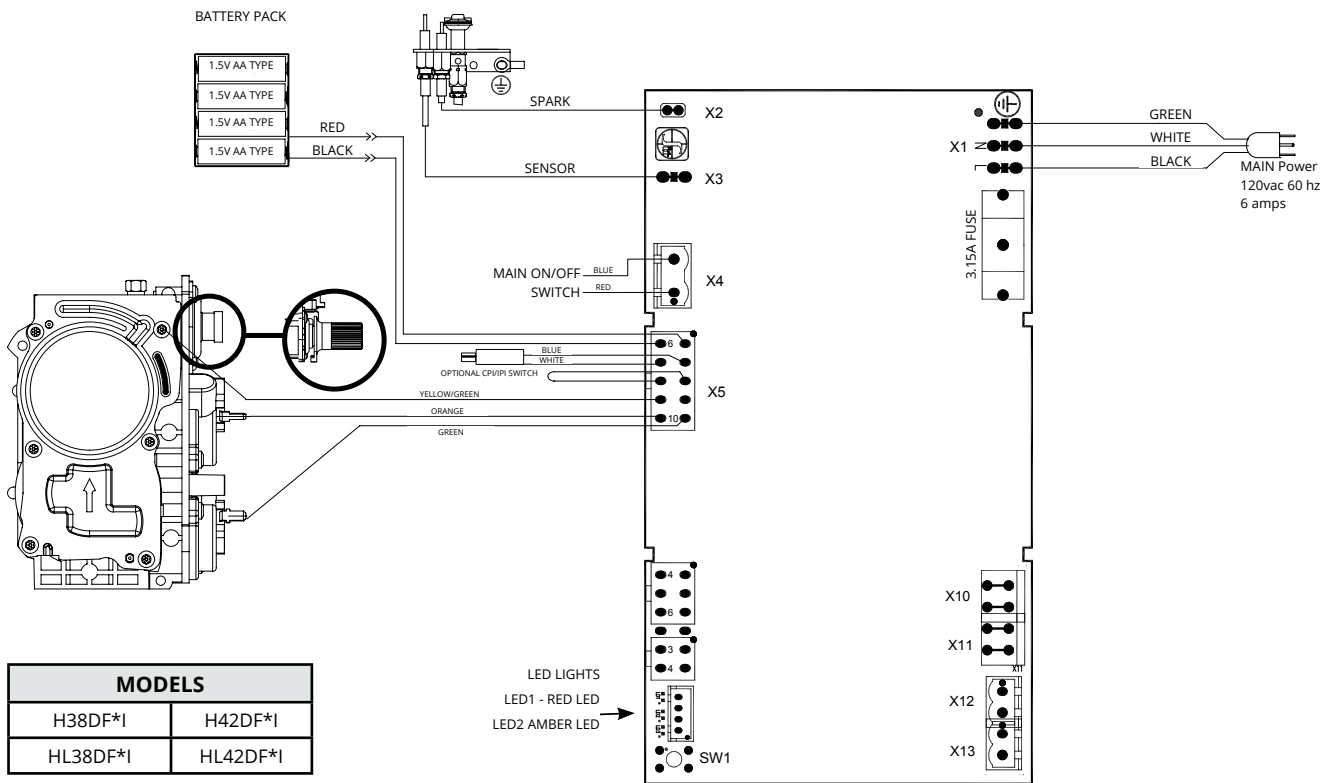 BATTERY PACK
1.5V AA TYPE
1.5V AA TYPE
1.5V AA TYPE
1.5V AA TYPE
RED
BLACK
SPARK
SENSOR
X2
X3
X1
N
L
GREEN
WHITE
BLACK
MAIN Power
120vac 60 hz
6 amps
3.15A FUSE
MAIN ON/OFF
SWITCH
BLUE
RED
X4
6
BLUE
WHITE
OPTIONAL CPI/IPI SWITCH
X5
YELLOW/GREEN
ORANGE
10
GREEN
4
6
3
4
X10
X11
X11
X12
X13
LED LIGHTS
LED1 - RED LED
LED2 AMBER LED
SW1
MODELS
H38DF*I H42DF*I
HL38DF*I HL42DF*I